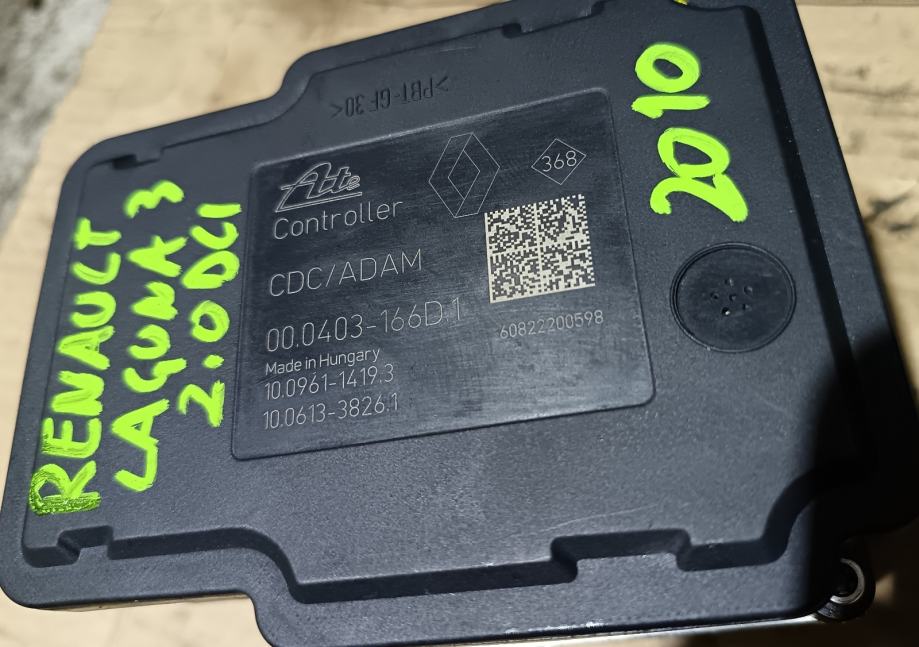 >PBT-GF30<
Ate
Controller
CDC/ADAM
00.0403-166D.1
Made in Hungary
10.0961-1419.3
10.0613-3826.1
368
60822200598
RENAULT
LAGUNA 3
2.0 DCI
2010